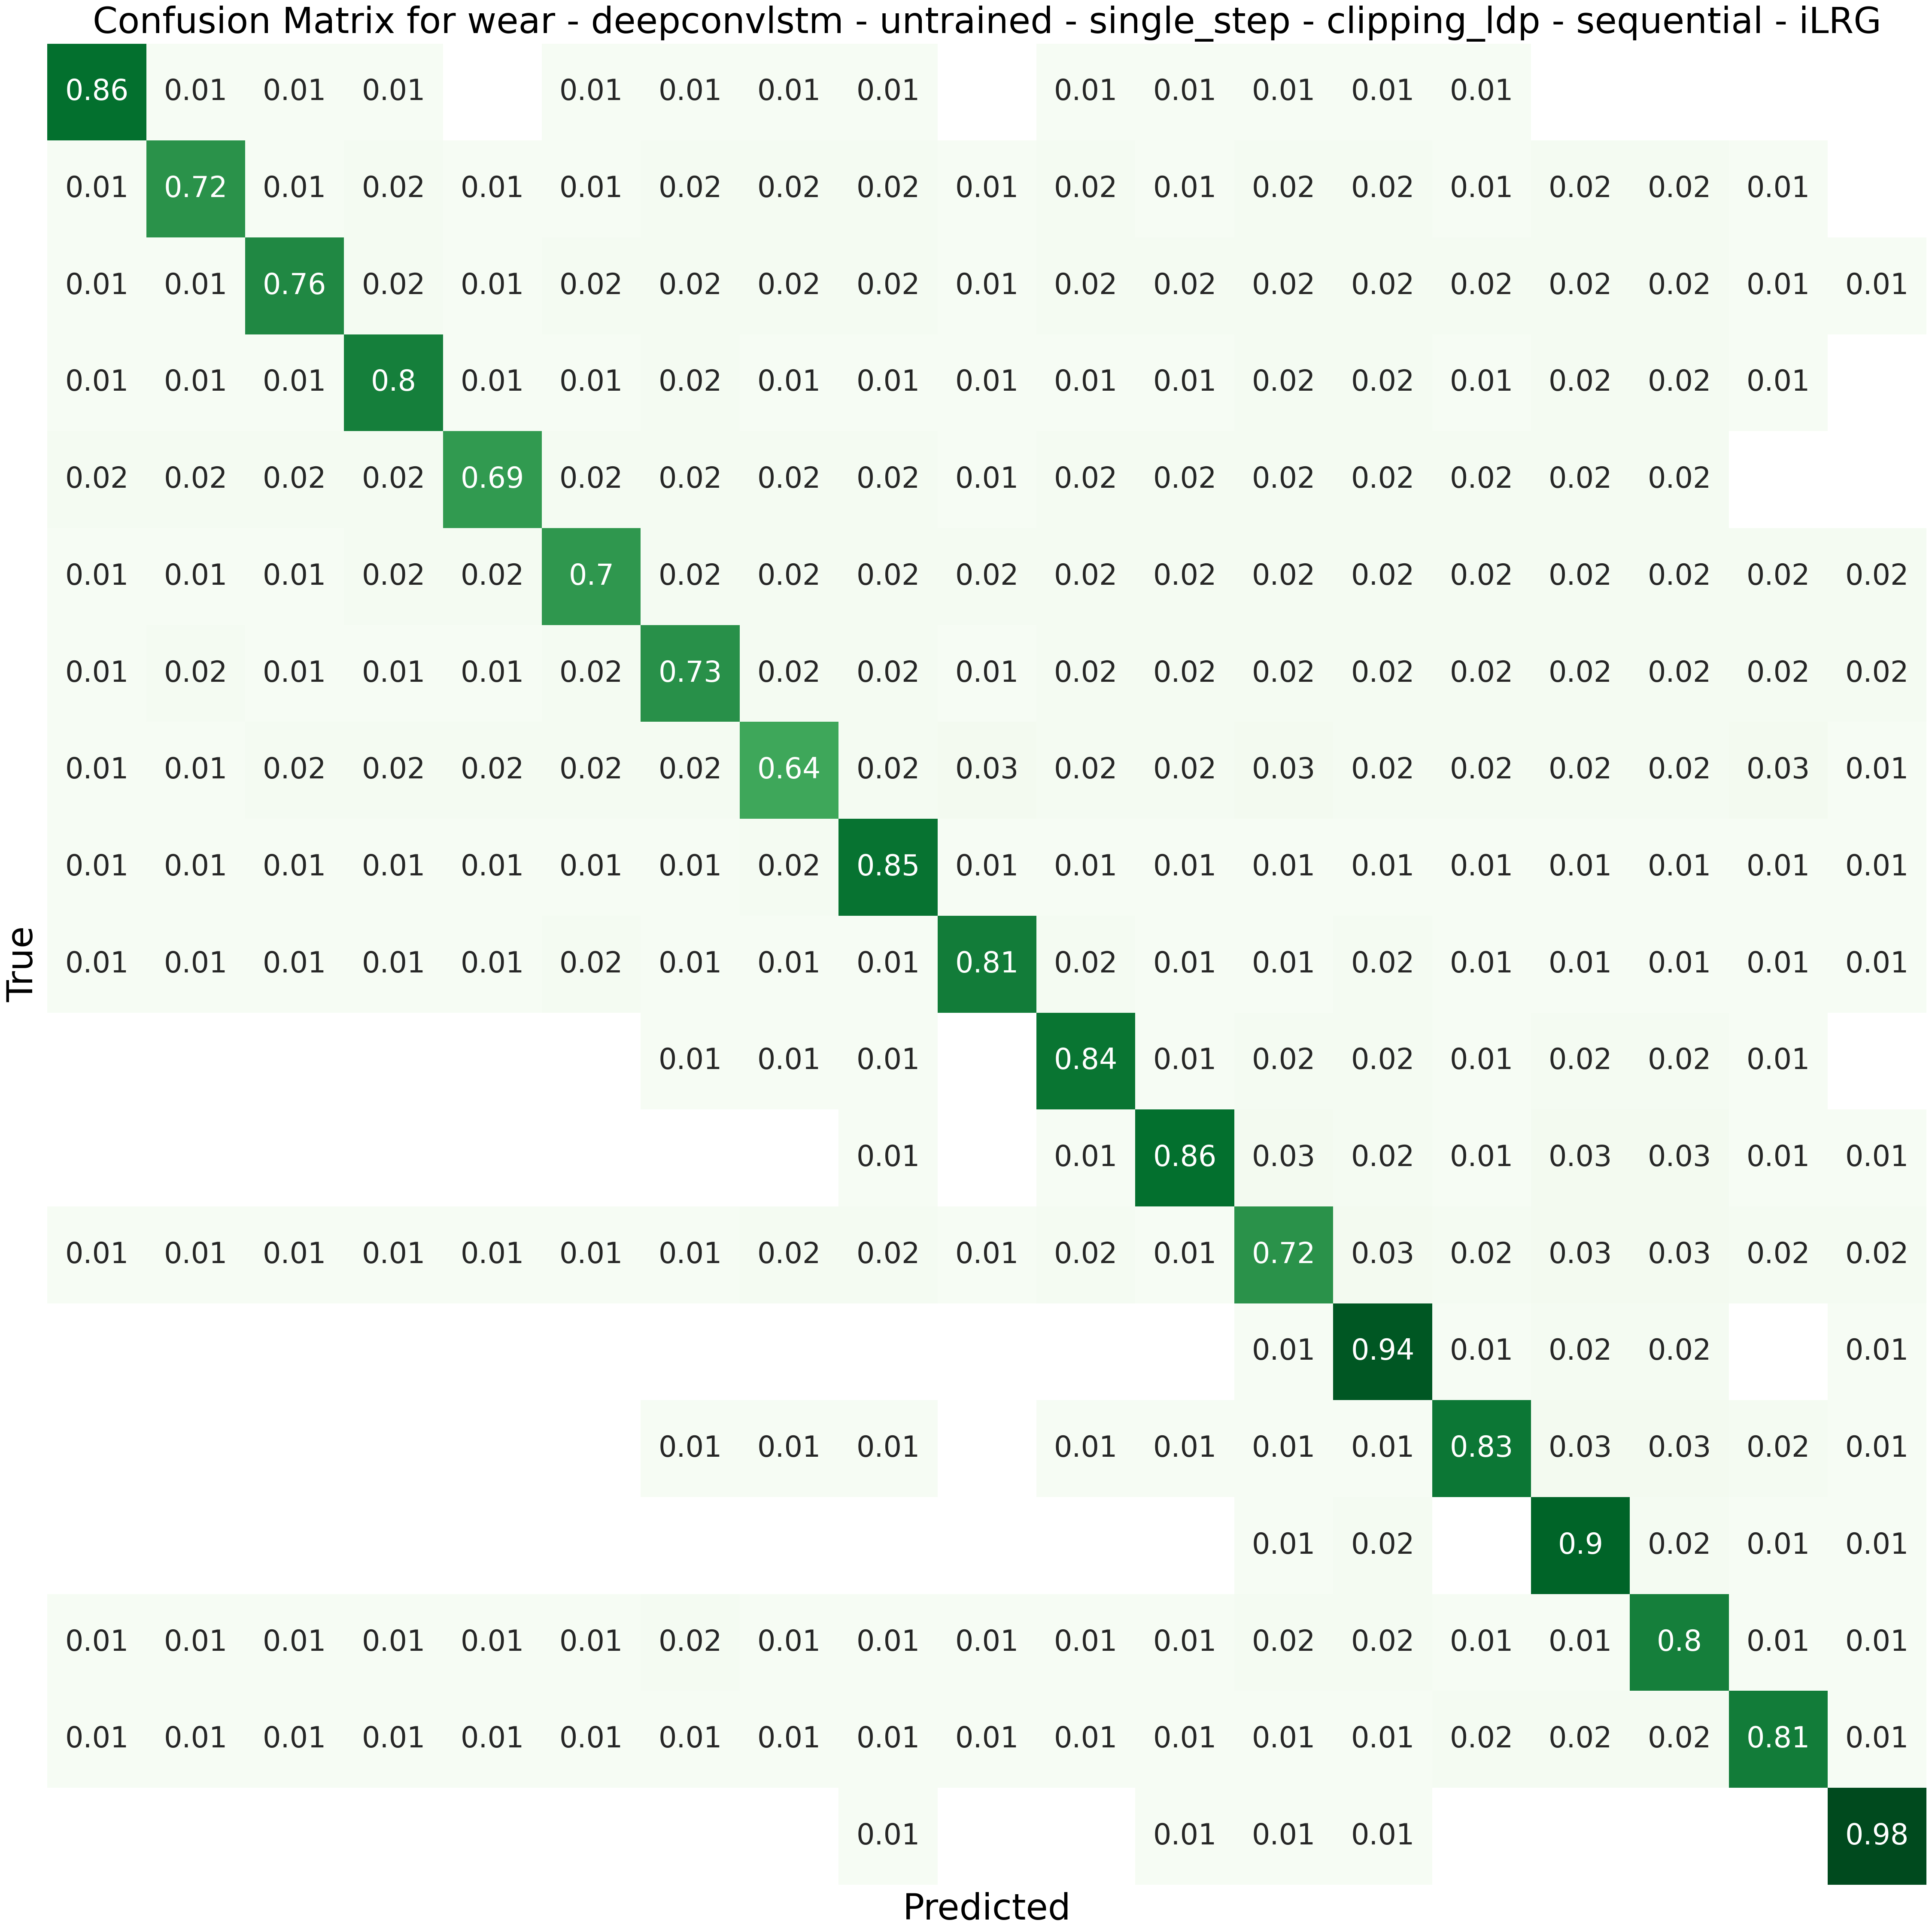 Confusion Matrix for wear - deepconvlstm - untrained - single_step - clipping_ldp - sequential - iLRG
0.86 0.01 0.01 0.01 0.01 0.01 0.01 0.01 0.01 0.01 0.01 0.01 0.01
0.01 0.72 0.01 0.02 0.01 0.01 0.02 0.02 0.02 0.01 0.02 0.01 0.02 0.02 0.01 0.02 0.02 0.01
0.01 0.01 0.76 0.02 0.01 0.02 0.02 0.02 0.02 0.01 0.02 0.02 0.02 0.02 0.02 0.02 0.02 0.01 0.01
0.01 0.01 0.01 0.8 0.01 0.01 0.02 0.01 0.01 0.01 0.01 0.01 0.02 0.02 0.01 0.02 0.02 0.01
0.02 0.02 0.02 0.02 0.69 0.02 0.02 0.02 0.02 0.01 0.02 0.02 0.02 0.02 0.02 0.02 0.02
0.01 0.01 0.01 0.02 0.02 0.7 0.02 0.02 0.02 0.02 0.02 0.02 0.02 0.02 0.02 0.02 0.02 0.02 0.02
0.01 0.02 0.01 0.01 0.01 0.02 0.73 0.02 0.02 0.01 0.02 0.02 0.02 0.02 0.02 0.02 0.02 0.02 0.02
0.01 0.01 0.02 0.02 0.02 0.02 0.02 0.64 0.02 0.03 0.02 0.02 0.03 0.02 0.02 0.02 0.02 0.03 0.01
0.01 0.01 0.01 0.01 0.01 0.01 0.01 0.02 0.85 0.01 0.01 0.01 0.01 0.01 0.01 0.01 0.01 0.01 0.01
0.01 0.01 0.01 0.01 0.01 0.02 0.01 0.01 0.01 0.81 0.02 0.01 0.01 0.02 0.01 0.01 0.01 0.01 0.01
0.01 0.01 0.01 0.84 0.01 0.02 0.02 0.01 0.02 0.02 0.01
0.01 0.01 0.86 0.03 0.02 0.01 0.03 0.03 0.01 0.01
0.01 0.01 0.01 0.01 0.01 0.01 0.01 0.02 0.02 0.01 0.02 0.01 0.72 0.03 0.02 0.03 0.03 0.02 0.02
0.01 0.94 0.01 0.02 0.02 0.01
0.01 0.01 0.01 0.01 0.01 0.01 0.01 0.83 0.03 0.03 0.02 0.01
0.01 0.02 0.9 0.02 0.01 0.01
0.01 0.01 0.01 0.01 0.01 0.01 0.02 0.01 0.01 0.01 0.01 0.01 0.02 0.02 0.01 0.01 0.8 0.01 0.01
0.01 0.01 0.01 0.01 0.01 0.01 0.01 0.01 0.01 0.01 0.01 0.01 0.01 0.01 0.02 0.02 0.02 0.81 0.01
0.01 0.01 0.01 0.01 0.98
True
Predicted